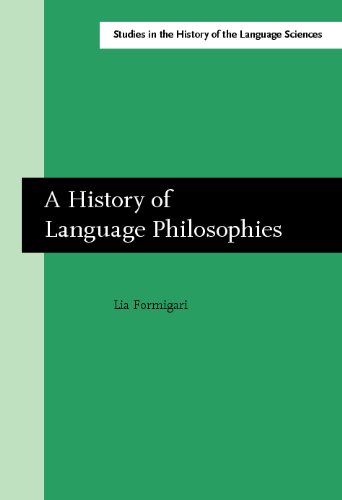 Studies in the History of the Language Sciences
A History of
Language Philosophies
Lia Formigari